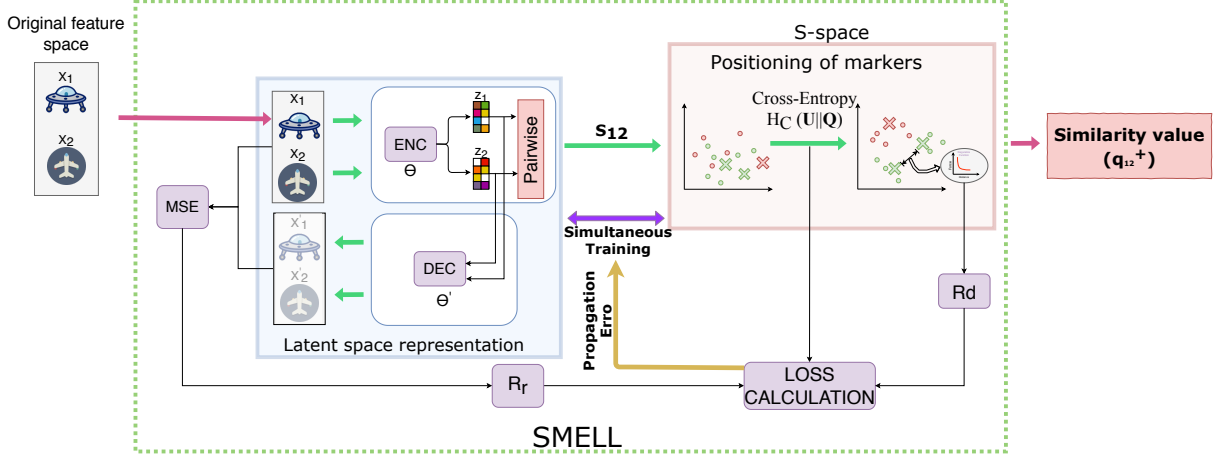 Original feature
space
x1
x2
x1
x2
x'1
x'2
MSE
ENC
Θ
z1
z2
Pairwise
DEC
Θ'
Latent space representation
S12
Simultaneous
Training
Propagation
Erro
S-space
Positioning of markers
Cross-Entropy
HC (U||Q)
Rd
Rr
LOSS
CALCULATION
SMELL
Similarity value
(q12+)